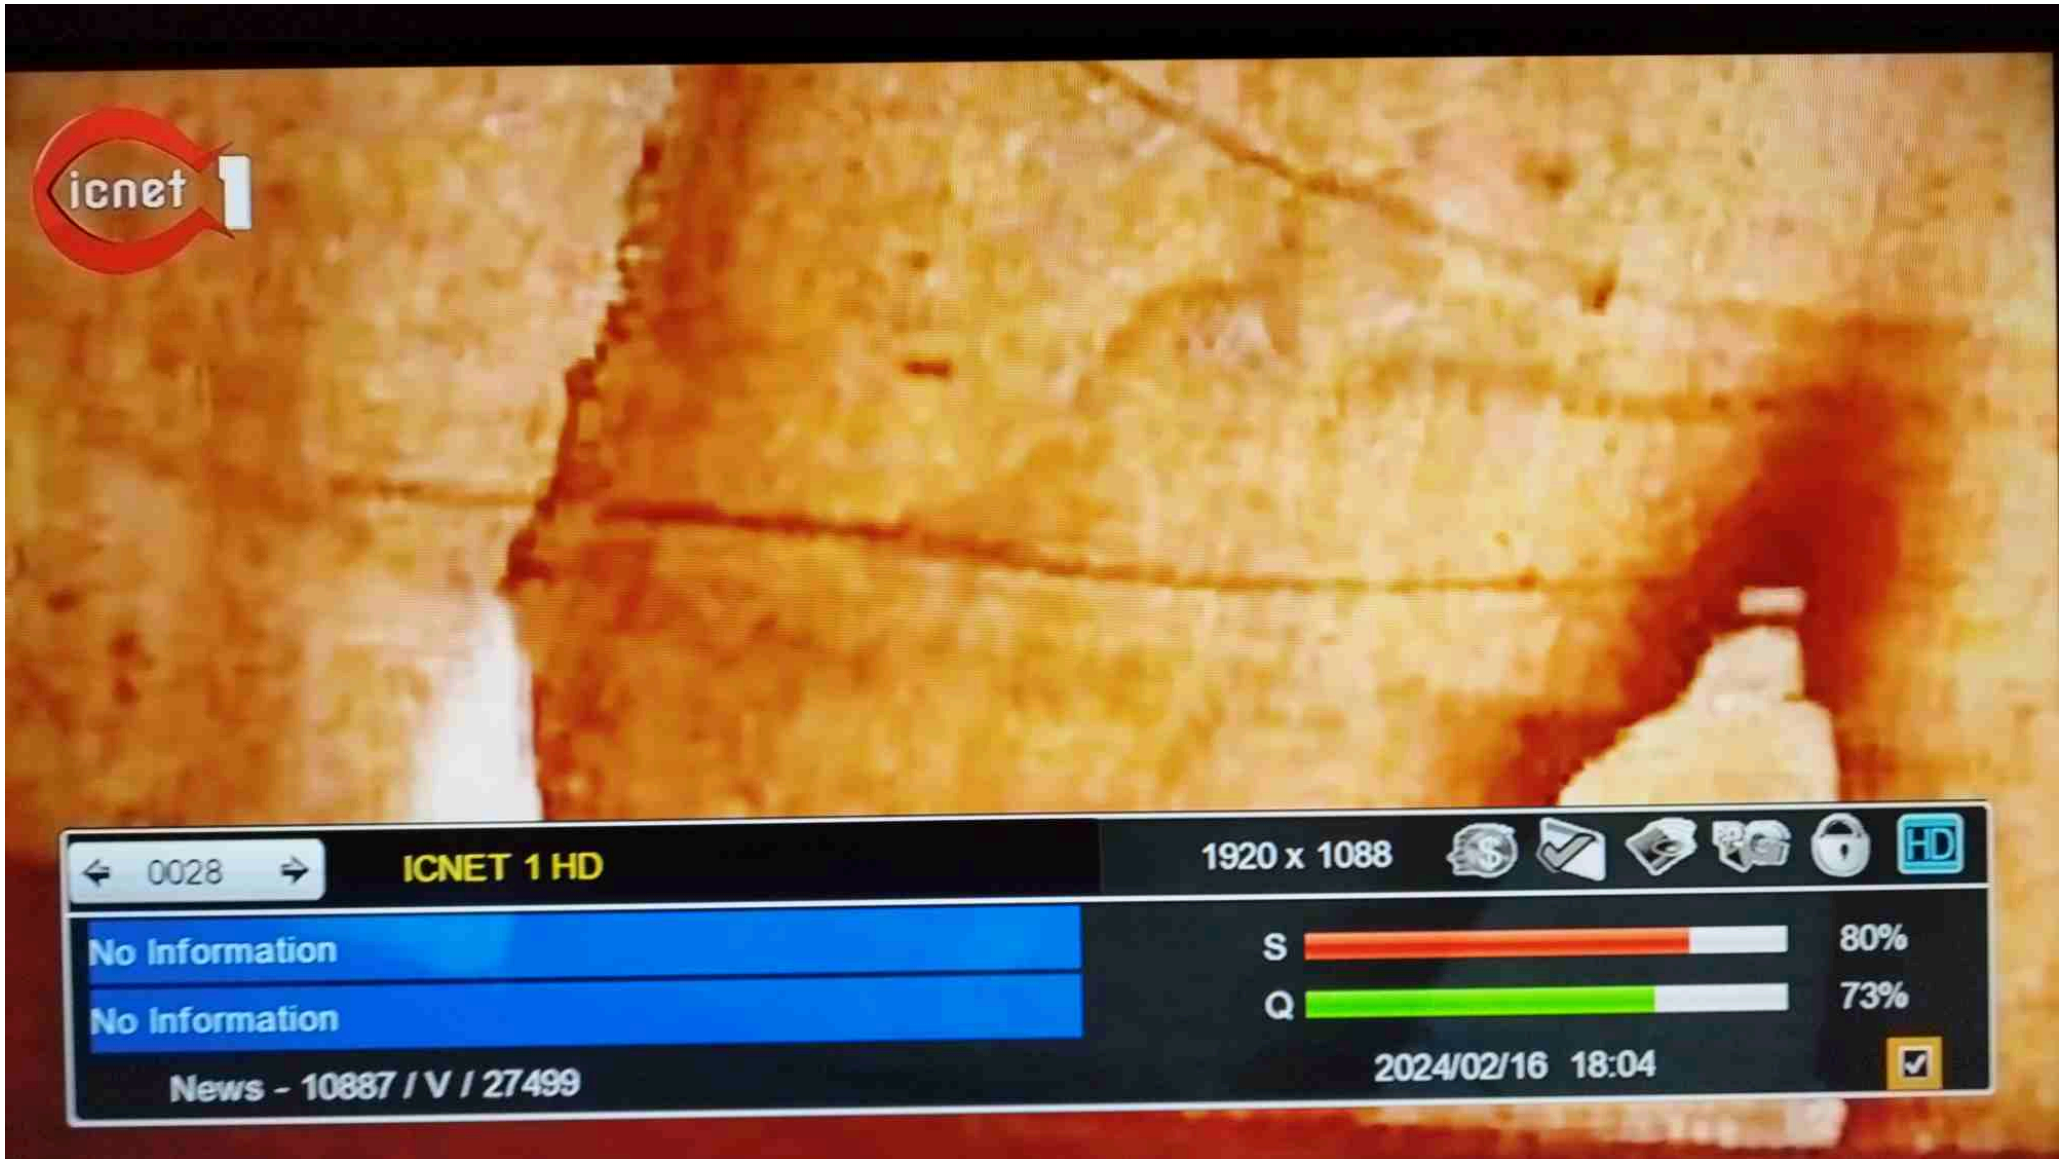 icnet 1
0028
ICNET 1 HD
1920 x 1088
HD
No Information
No Information
S
80%
Q
73%
News - 10887 / V / 27499
2024/02/16 18:04